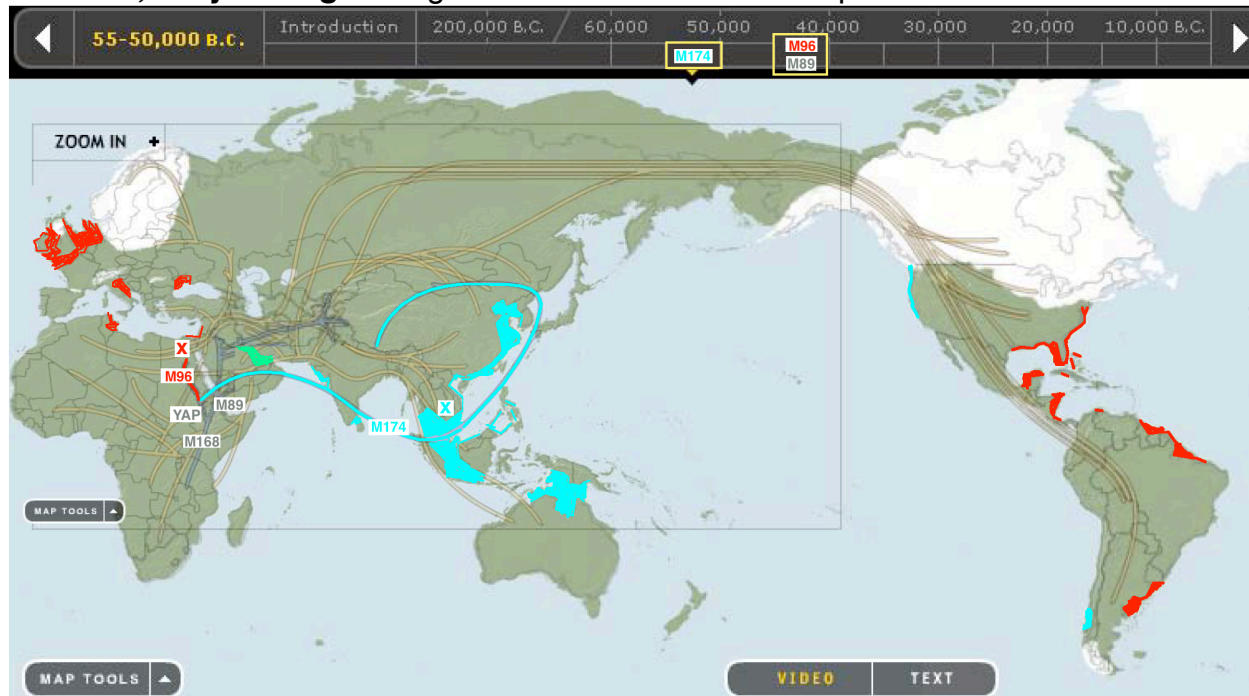 55-50,000 B.C.
Introduction
200,000 B.C.
60,000
50,000
40,000
30,000
20,000
10,000 B.C.
M174
M96
M89
ZOOM IN +
X
M96
YAP
M89
M168
M174
X
MAP TOOLS
MAP TOOLS
VIDEO
TEXT